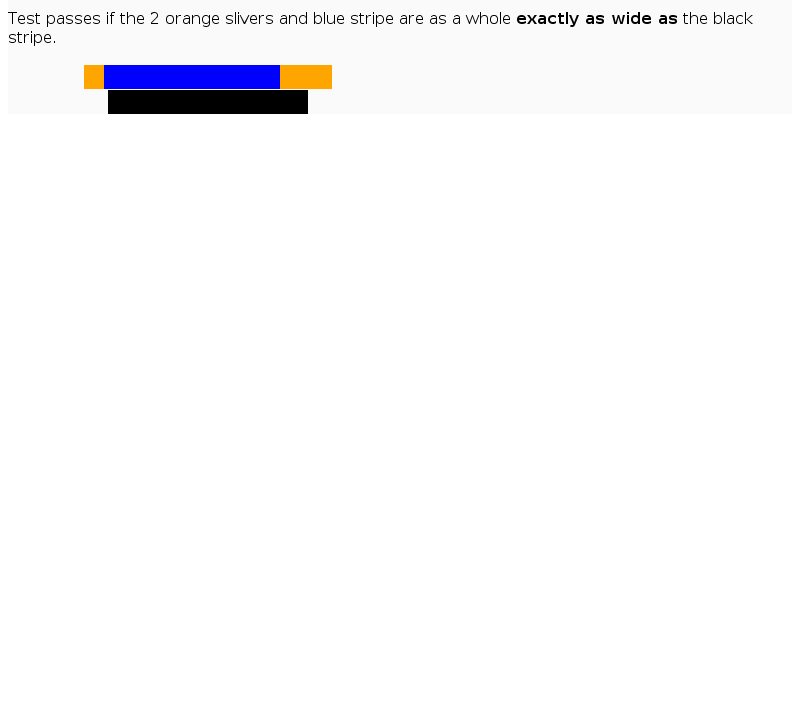 Test passes if the 2 orange slivers and blue stripe are as a whole exactly as wide as the black
stripe.